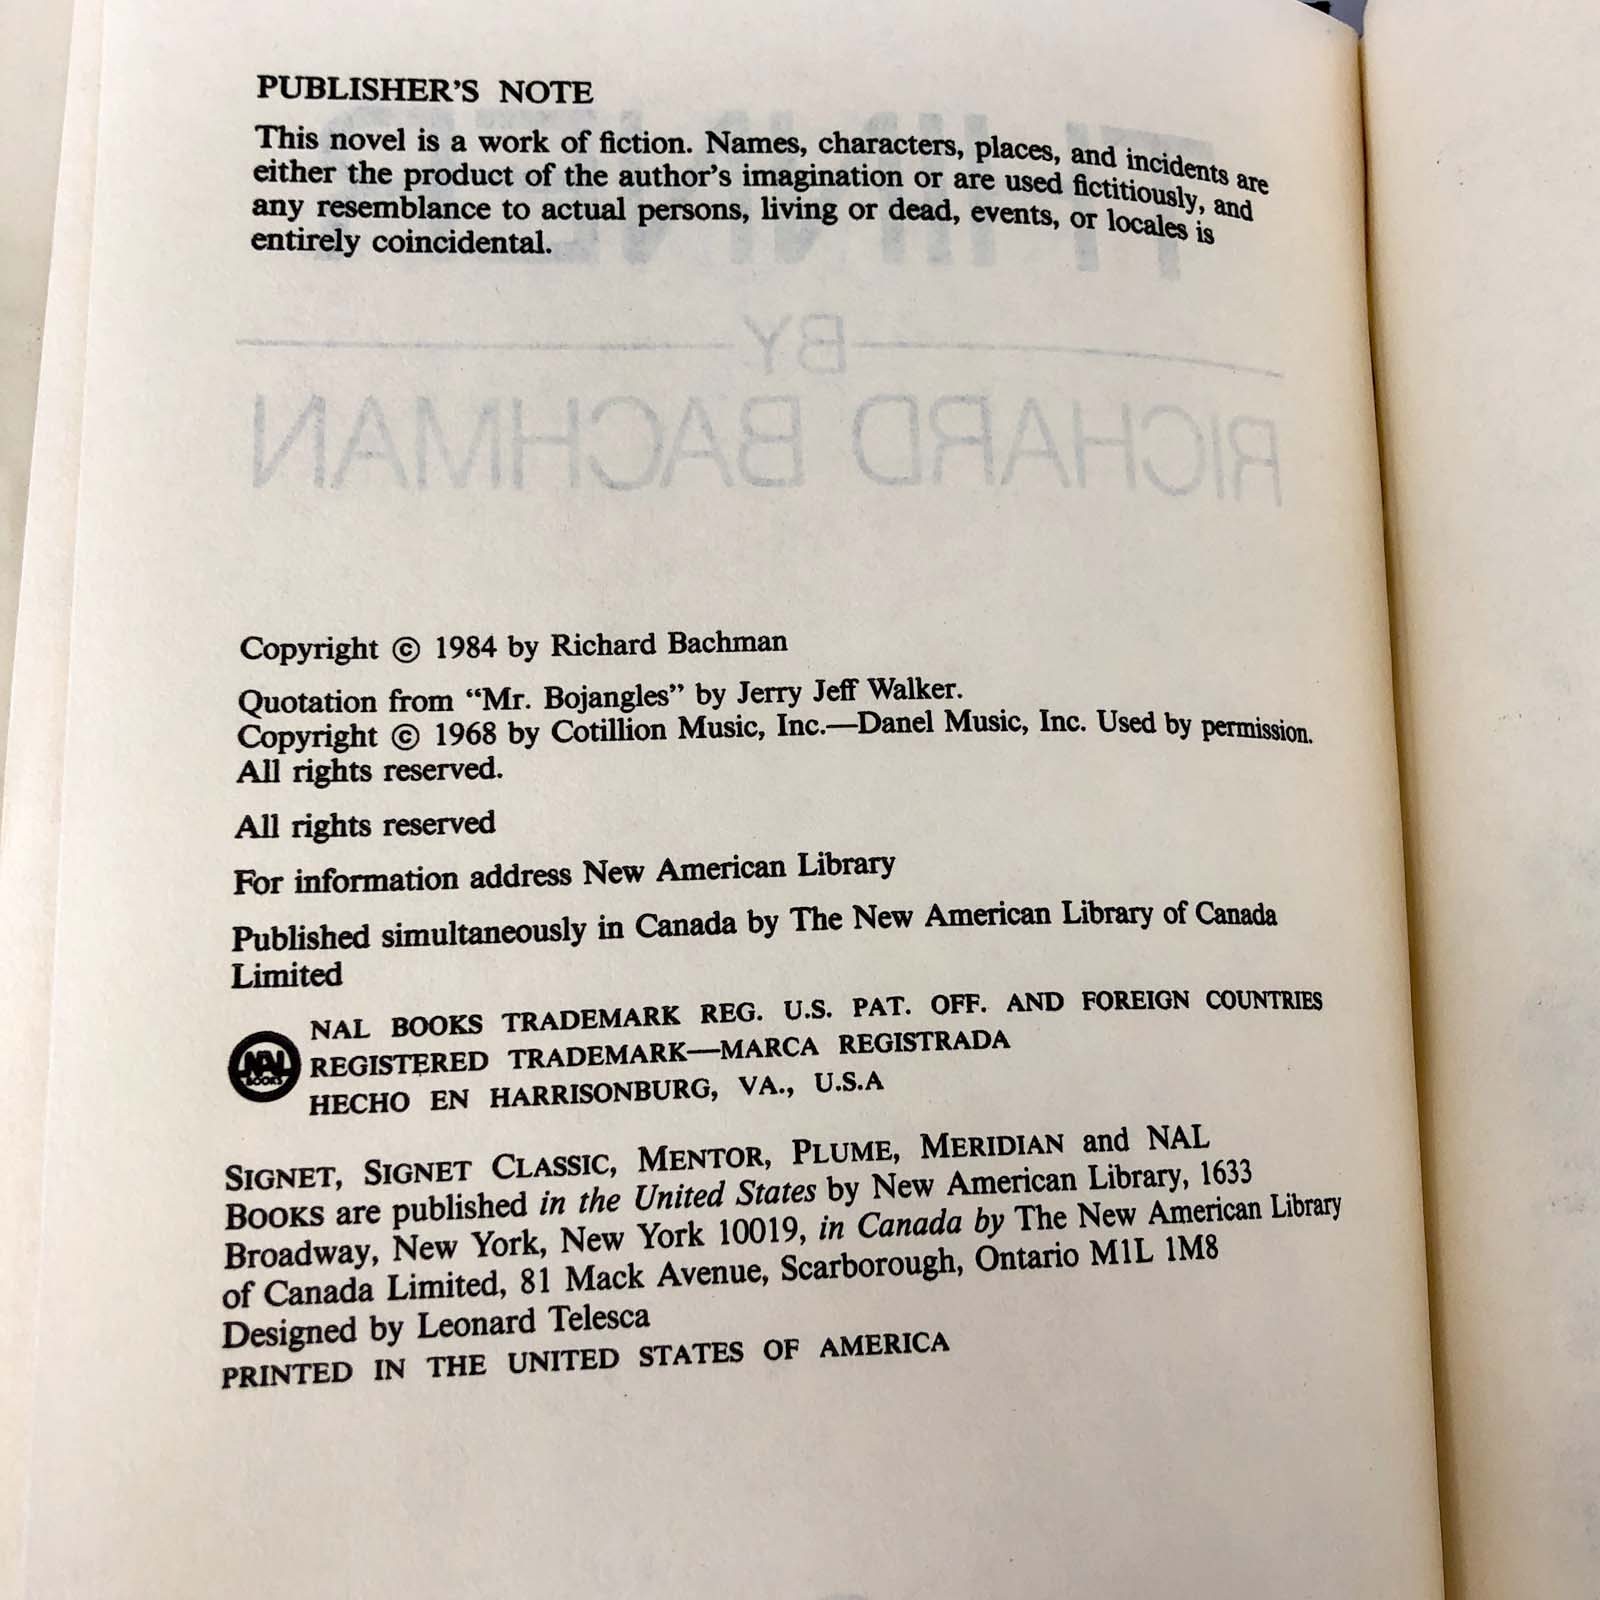 PUBLISHER'S NOTE
This novel is a work of fiction. Names, characters, places, and incidents are
either the product of the author's imagination or are used fictitiously, and
any resemblance to actual persons, living or dead, events, or locales is
entirely coincidental.
BY
RICHARD BACHMAN
Copyright © 1984 by Richard Bachman
Quotation from “Mr. Bojangles” by Jerry Jeff Walker.
Copyright © 1968 by Cotillion Music, Inc.—Danel Music, Inc. Used by permission.
All rights reserved.
All rights reserved
For information address New American Library
Published simultaneously in Canada by The New American Library of Canada
Limited
NAL BOOKS TRADEMARK REG. U.S. PAT. OFF. AND FOREIGN COUNTRIES
REGISTERED TRADEMARK—MARCA REGISTRADA
HECHO EN HARRISONBURG, VA., U.S.A
NAL
BOOKS
SIGNET, SIGNET CLASSIC, MENTOR, PLUME, MERIDIAN and NAL
BOOKS are published in the United States by New American Library, 1633
Broadway, New York, New York 10019, in Canada by The New American Library
of Canada Limited, 81 Mack Avenue, Scarborough, Ontario M1L 1M8
Designed by Leonard Telesca
PRINTED IN THE UNITED STATES OF AMERICA